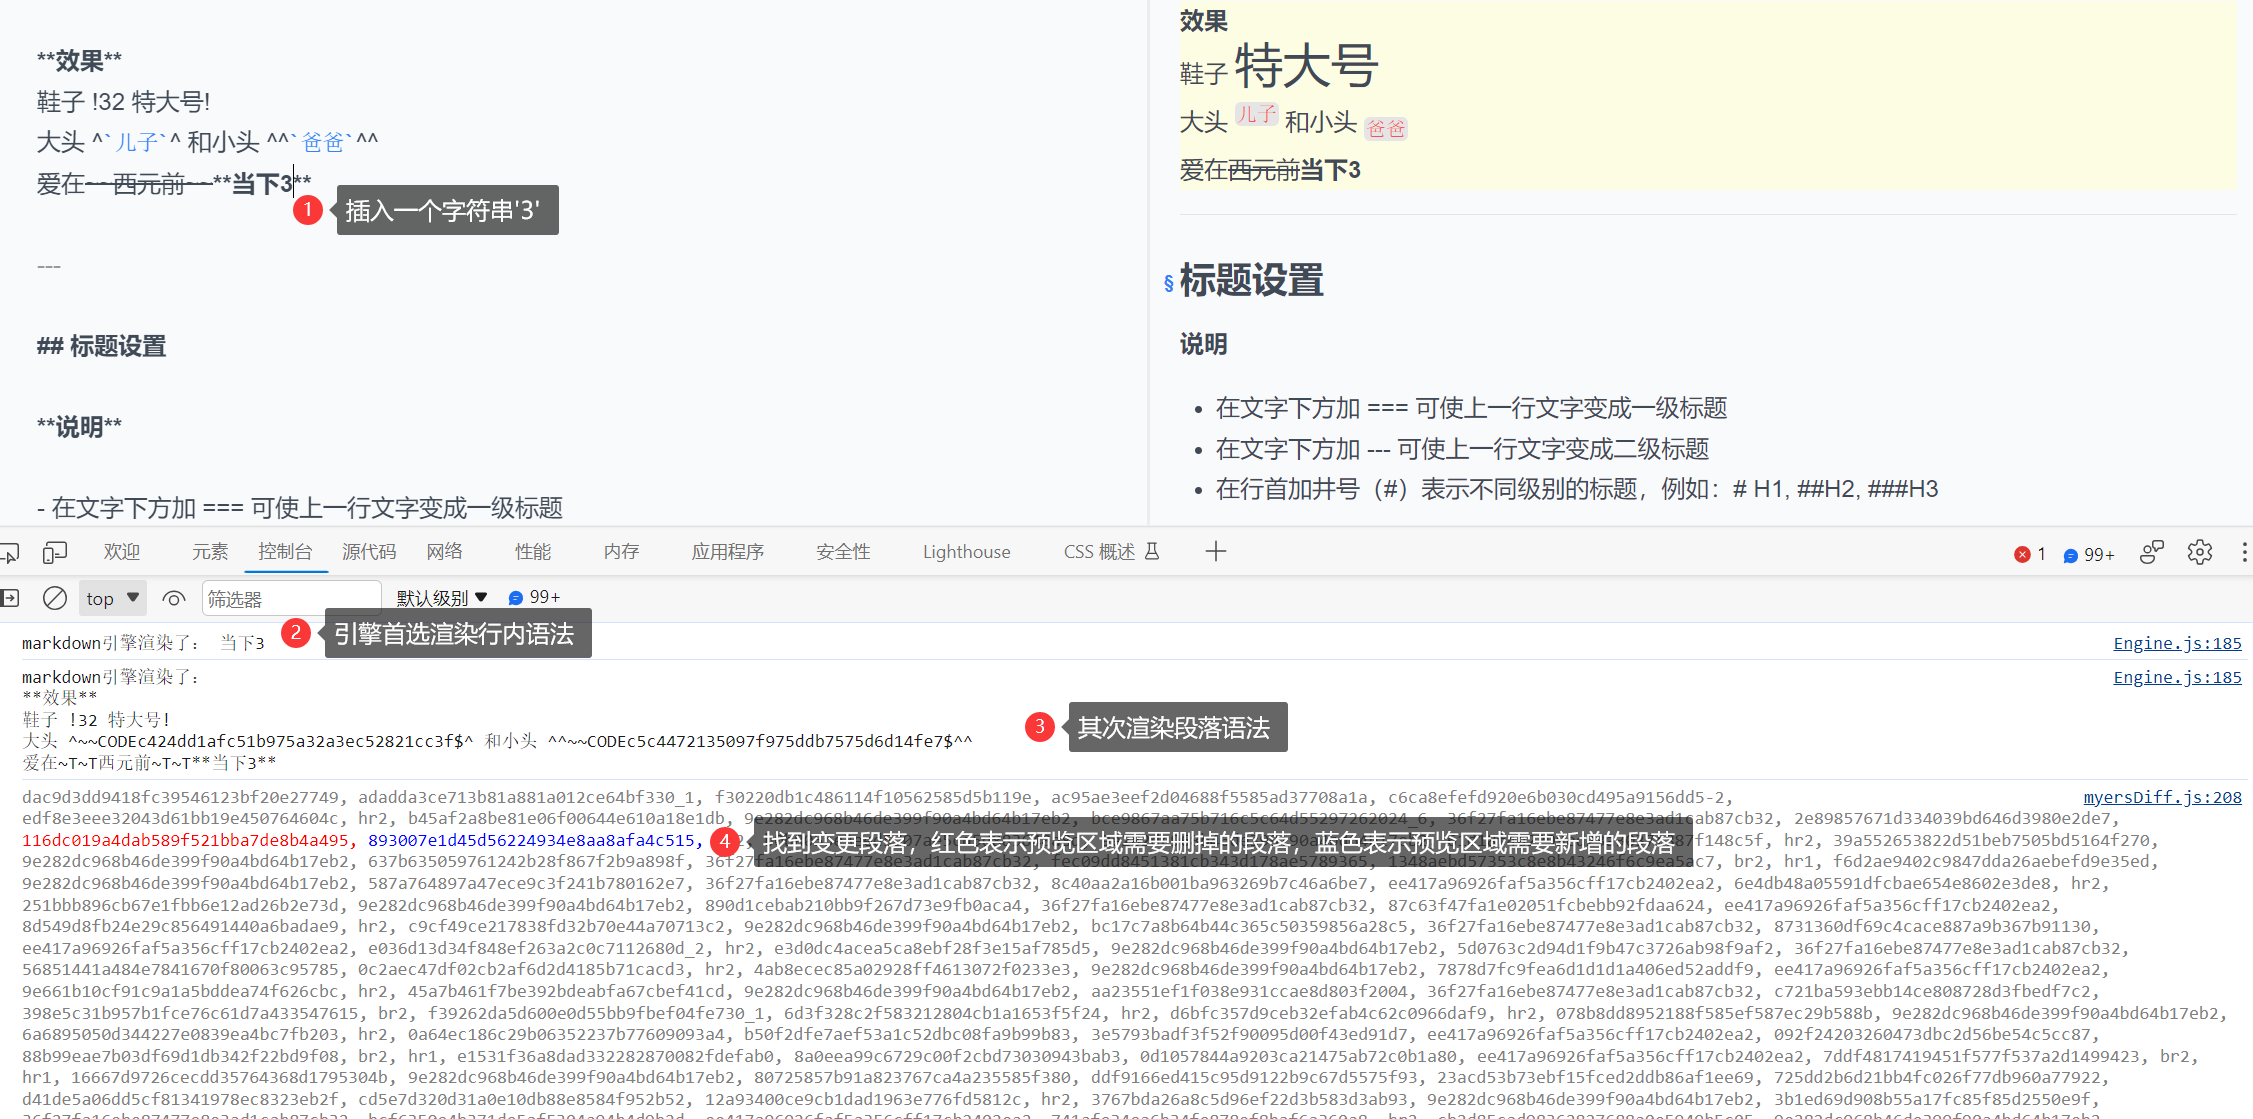 **效果**
鞋子 !32 特大号!
大头 ^`儿子`^ 和小头 ^^`爸爸`^^
爱在~~西元前~~**当下3**
1 插入一个字符串'3'
---
## 标题设置
**说明**
- 在文字下方加 === 可使上一行文字变成一级标题
效果
鞋子 特大号
大头 儿子 和小头 爸爸
爱在西元前当下3
§ 标题设置
说明
• 在文字下方加 === 可使上一行文字变成一级标题
• 在文字下方加 --- 可使上一行文字变成二级标题
• 在行首加井号（#）表示不同级别的标题，例如：# H1, ##H2, ###H3
欢迎 元素 控制台 源代码 网络 性能 内存 应用程序 安全性 Lighthouse CSS 概述 1 99+
top 筛选器 默认级别 99+
2 引擎首选渲染行内语法
markdown引擎渲染了： 当下3 Engine.js:185
markdown引擎渲染了： Engine.js:185
**效果**
鞋子 !32 特大号!
大头 ^~~CODEc424dd1afc51b975a32a3ec52821cc3f$^ 和小头 ^^~~CODEc5c4472135097f975ddb7575d6d14fe7$^^
3 其次渲染段落语法
爱在~T~T西元前~T~T**当下3**
dac9d3dd9418fc39546123bf20e27749, adadda3ce713b81a881a012ce64bf330_1, f30220db1c486114f10562585d5b119e, ac95ae3eef2d04688f5585ad37708a1a, c6ca8efefd920e6b030cd495a9156dd5-2, myersDiff.js:208
edf8e3eee32043d61bb19e450764604c, hr2, b45af2a8be81e06f00644e610a18e1db, 9e282dc968b46de399f90a4bd64b17eb2, bce9867aa75b716c5c64d55297262024_6, 36f27fa16ebe87477e8e3ad1cab87cb32, 2e89857671d334039bd646d3980e2de7,
116dc019a4dab589f521bba7de8b4a495, 893007e1d45d56224934e8aa8afa4c515,
4 找到变更段落，红色表示预览区域需要删掉的段落，蓝色表示预览区域需要新增的段落
hr2, 39a552653822d51beb7505bd5164f270,
9e282dc968b46de399f90a4bd64b17eb2, 637b635059761242b28f867f2b9a898f, br2, hr1, f6d2ae9402c9847dda26aebefd9e35ed,
9e282dc968b46de399f90a4bd64b17eb2, 587a764897a47ece9c3f241b780162e7, 36f27fa16ebe87477e8e3ad1cab87cb32, 8c40aa2a16b001ba963269b7c46a6be7, ee417a96926faf5a356cff17cb2402ea2, 6e4db48a05591dfcbae654e8602e3de8, hr2,
251bbb896cb67e1fbb6e12ad26b2e73d, 9e282dc968b46de399f90a4bd64b17eb2, 890d1cebab210bb9f267d73e9fb0aca4, 36f27fa16ebe87477e8e3ad1cab87cb32, 87c63f47fa1e02051fcbebb92fdaa624, ee417a96926faf5a356cff17cb2402ea2,
8d549d8fb24e29c856491440a6badae9, hr2, c9cf49ce217838fd32b70e44a70713c2, 9e282dc968b46de399f90a4bd64b17eb2, bc17c7a8b64b44c365c50359856a28c5, 36f27fa16ebe87477e8e3ad1cab87cb32, 8731360df69c4cace887a9b367b91130,
ee417a96926faf5a356cff17cb2402ea2, e036d13d34f848ef263a2c0c7112680d_2, hr2, e3d0dc4acea5ca8ebf28f3e15af785d5, 9e282dc968b46de399f90a4bd64b17eb2, 5d0763c2d94d1f9b47c3726ab98f9af2, 36f27fa16ebe87477e8e3ad1cab87cb32,
56851441a484e7841670f80063c95785, 0c2aec47df02cb2af6d2d4185b71cacd3, hr2, 4ab8ecec85a02928ff4613072f0233e3, 9e282dc968b46de399f90a4bd64b17eb2, 7878d7fc9fea6d1d1d1a406ed52addf9, ee417a96926faf5a356cff17cb2402ea2,
9e661b10cf91c9a1a5bddea74f626cbc, hr2, 45a7b461f7be392bdeabfa67cbef41cd, 9e282dc968b46de399f90a4bd64b17eb2, aa23551ef1f038e931ccae8d803f2004, 36f27fa16ebe87477e8e3ad1cab87cb32, c721ba593ebb14ce808728d3fbedf7c2,
398e5c31b957b1fce76c61d7a433547615, br2, f39262da5d600e0d55bb9fbef04fe730_1, 6d3f328c2f583212804cb1a1653f5f24, hr2, d6bfc357d9ceb32efab4c62c0966daf9, hr2, 078b8dd8952188f585ef587ec29b588b, 9e282dc968b46de399f90a4bd64b17eb2,
6a6895050d344227e0839ea4bc7fb203, hr2, 0a64ec186c29b06352237b77609093a4, b50f2dfe7aef53a1c52dbc08fa9b99b83, 3e5793badf3f52f90095d00f43ed91d7, ee417a96926faf5a356cff17cb2402ea2, 092f24203260473dbc2d56be54c5cc87,
88b99eae7b03df69d1db342f22bd9f08, br2, hr1, e1531f36a8dad332282870082fdefab0, 8a0eea99c6729c00f2cbd73030943bab3, 0d1057844a9203ca21475ab72c0b1a80, ee417a96926faf5a356cff17cb2402ea2, 7ddf4817419451f577f537a2d1499423, br2,
hr1, 16667d9726cecdd35764368d1795304b, 9e282dc968b46de399f90a4bd64b17eb2, 80725857b91a823767ca4a235585f380, ddf9166ed415c95d9122b9c67d5575f93, 23acd53b73ebf15fced2ddb86af1ee69, 725dd2b6d21bb4fc026f77db960a77922,
d41de5a06dd5cf81341978ec8323eb2f, cd5e7d320d31a0e10db88e8584f952b52, 12a93400ce9cb1dad1963e776fd5812c, hr2, 3767bda26a8c5d96ef22d3b583d3ab93, 9e282dc968b46de399f90a4bd64b17eb2, 3b1ed69d908b55a17fc85f85d2550e9f,